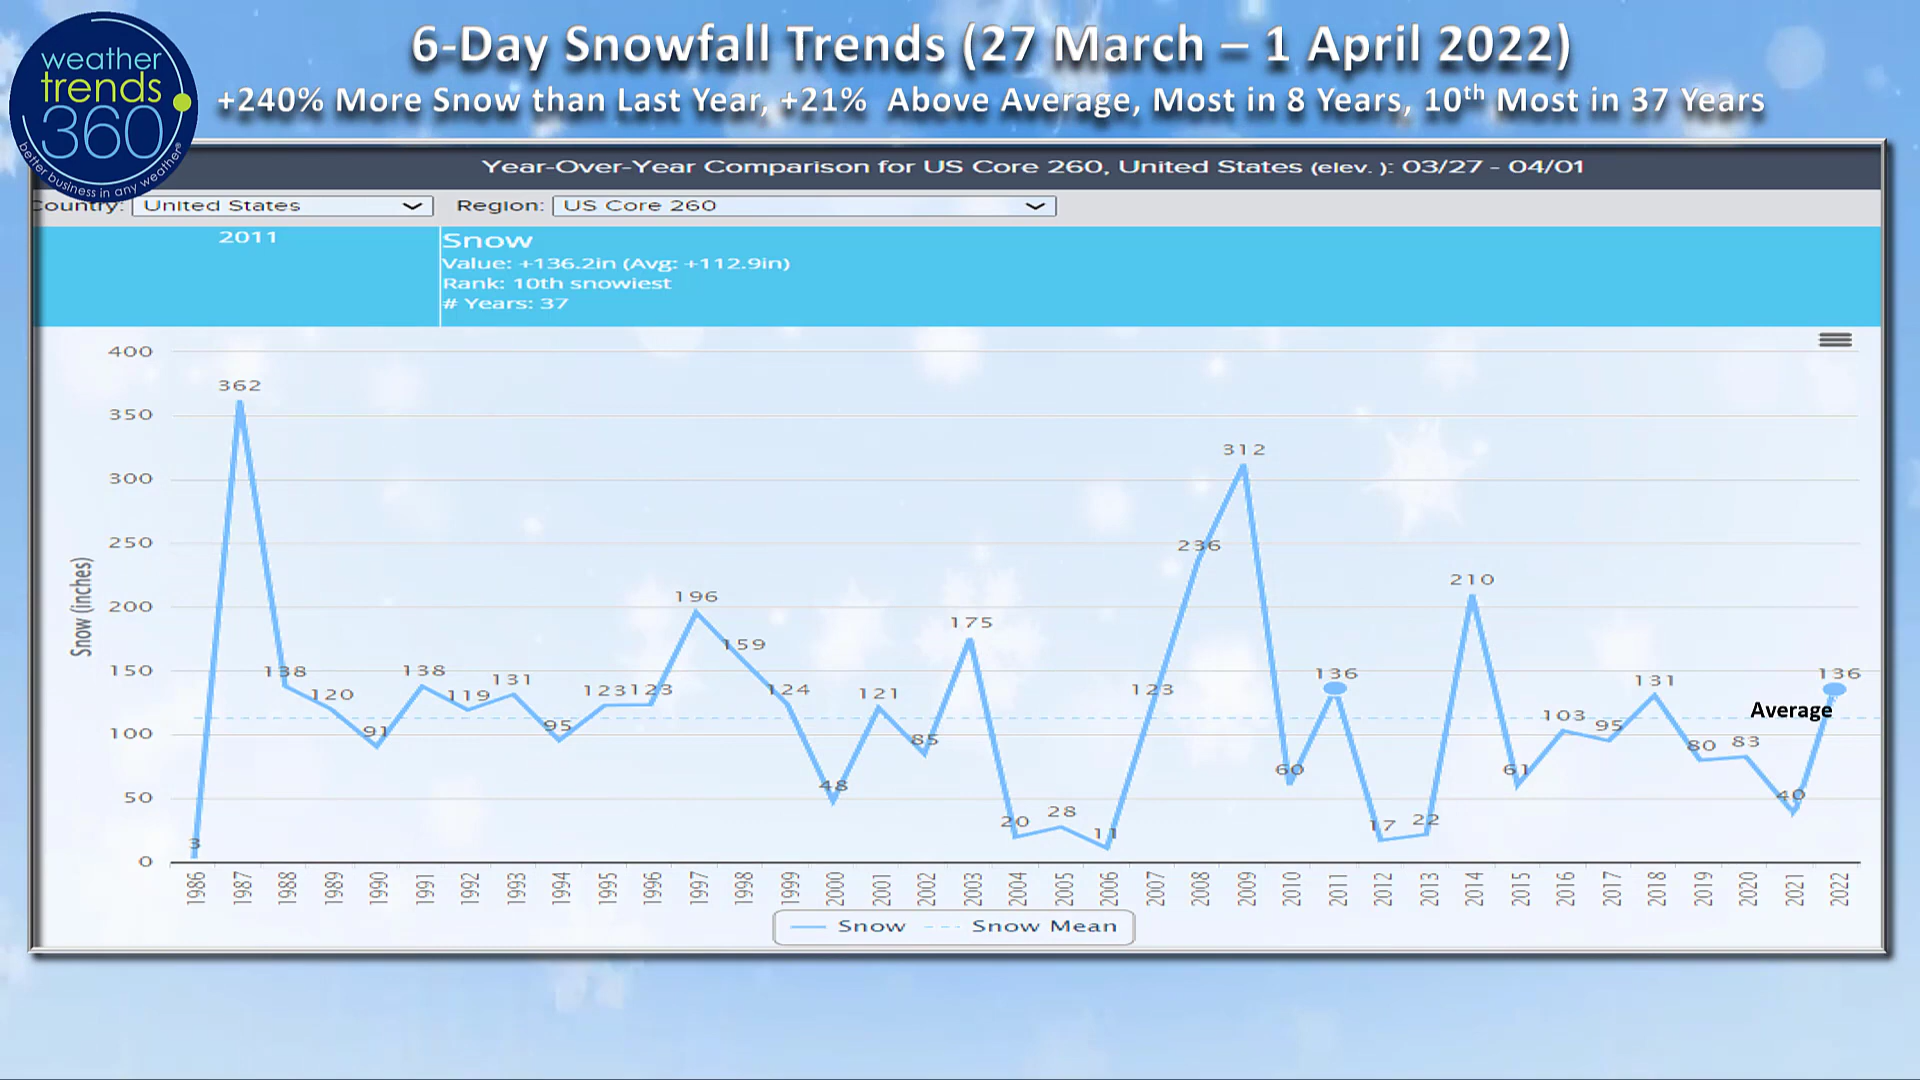 6-Day Snowfall Trends (27 March – 1 April 2022)
+240% More Snow than Last Year, +21% Above Average, Most in 8 Years, 10th Most in 37 Years
weather
trends
360
better business in any weather®
Year-Over-Year Comparison for US Core 260, United States (elev. ): 03/27 - 04/01
Country: United States Region: US Core 260
2011
Snow
Value: +136.2in (Avg: +112.9in)
Rank: 10th snowiest
# Years: 37
Snow (inches)
400
350
300
250
200
150
100
50
0
3 362 138 120 91 138 119 131 95 123 123 196 159 124 48 121 85 175 20 28 11 123 236 312 60 136 17 22 210 61 103 95 131 80 83 40 136
Average
1986 1987 1988 1989 1990 1991 1992 1993 1994 1995 1996 1997 1998 1999 2000 2001 2002 2003 2004 2005 2006 2007 2008 2009 2010 2011 2012 2013 2014 2015 2016 2017 2018 2019 2020 2021 2022
Snow Snow Mean